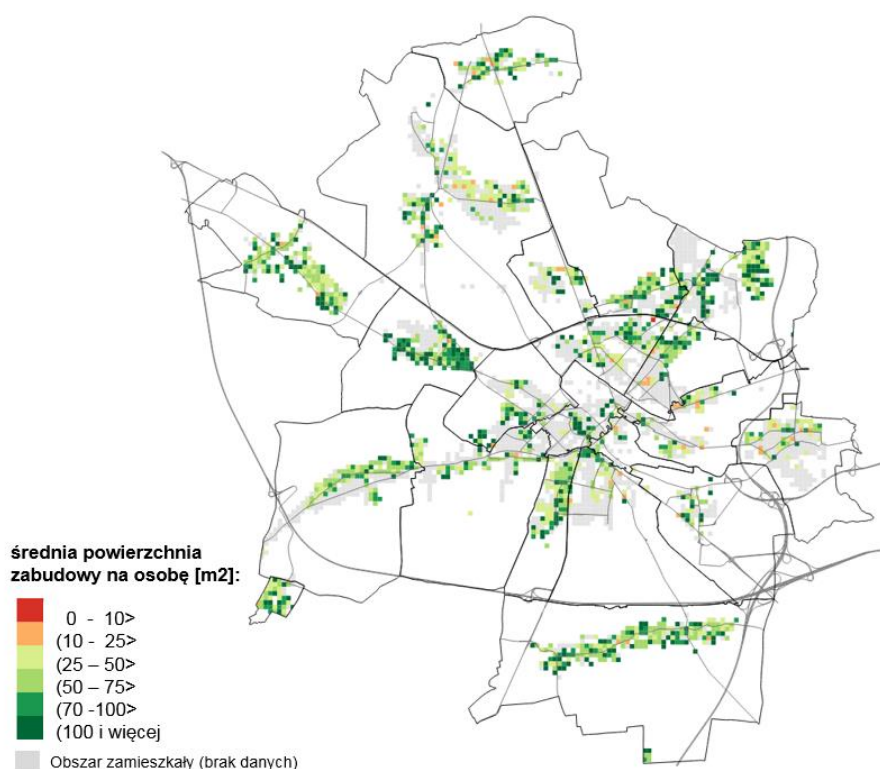 średnia powierzchnia
zabudowy na osobę [m2]:
0 - 10>
(10 - 25>
(25 – 50>
(50 – 75>
(70 -100>
(100 i więcej
Obszar zamieszkały (brak danych)